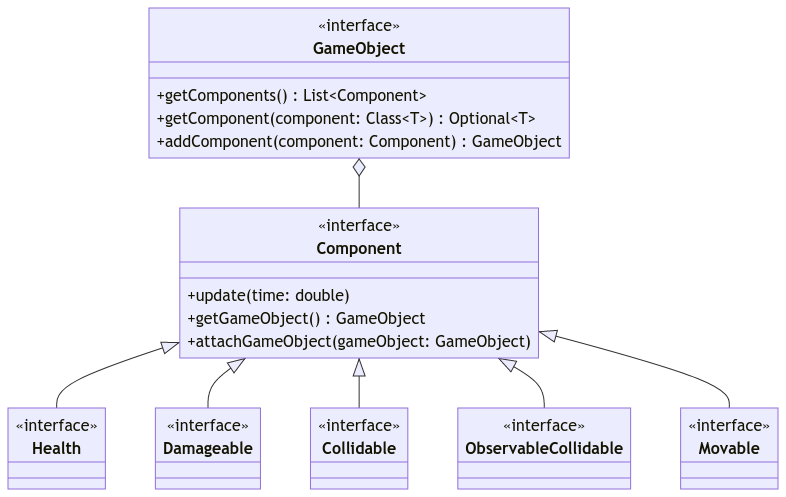 «interface»
GameObject
+getComponents() : List<Component>
+getComponent(component: Class<T>) : Optional<T>
+addComponent(component: Component) : GameObject
«interface»
Component
+update(time: double)
+getGameObject() : GameObject
+attachGameObject(gameObject: GameObject)
«interface»
Health
«interface»
Damageable
«interface»
Collidable
«interface»
ObservableCollidable
«interface»
Movable